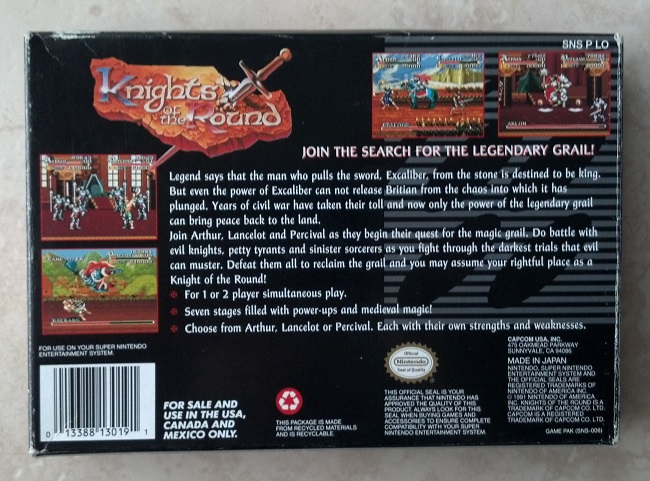 SNS P LO
Knights
of the Round
JOIN THE SEARCH FOR THE LEGENDARY GRAIL!
Legend says that the man who pulls the sword, Excaliber, from the stone is destined to be king.
But even the power of Excaliber can not release Britian from the chaos into which it has
plunged. Years of civil war have taken their toll and now only the power of the legendary grail
can bring peace back to the land.
Join Arthur, Lancelot and Percival as they begin their quest for the magic grail. Do battle with
evil knights, petty tyrants and sinister sorcerers as you fight through the darkest trials that evil
can muster. Defeat them all to reclaim the grail and you may assume your rightful place as a
Knight of the Round!
For 1 or 2 player simultaneous play.
Seven stages filled with power-ups and medieval magic!
Choose from Arthur, Lancelot or Percival. Each with their own strengths and weaknesses.
FOR USE ON YOUR SUPER NINTENDO
ENTERTAINMENT SYSTEM.
0 13388 13019 1
FOR SALE AND
USE IN THE USA,
CANADA AND
MEXICO ONLY.
THIS PACKAGE IS MADE
FROM RECYCLED MATERIALS
AND IS RECYCLABLE.
Official
Nintendo
Seal of Quality
THIS OFFICIAL SEAL IS YOUR
ASSURANCE THAT NINTENDO HAS
APPROVED THE QUALITY OF THIS
PRODUCT. ALWAYS LOOK FOR THIS
SEAL WHEN BUYING GAMES AND
ACCESSORIES TO ENSURE COMPLETE
COMPATIBILITY WITH YOUR SUPER
NINTENDO ENTERTAINMENT SYSTEM.
CAPCOM USA, INC.
475 OAKMEAD PARKWAY
SUNNYVALE, CA 94086
MADE IN JAPAN
NINTENDO, SUPER NINTENDO
ENTERTAINMENT SYSTEM AND
THE OFFICIAL SEALS ARE
REGISTERED TRADEMARKS OF
NINTENDO OF AMERICA INC.
© 1991 NINTENDO OF AMERICA
INC. KNIGHTS OF THE ROUND IS A
TRADEMARK OF CAPCOM CO. LTD.
CAPCOM IS A REGISTERED
TRADEMARK OF CAPCOM CO. LTD.
GAME PAK (SNS-006)